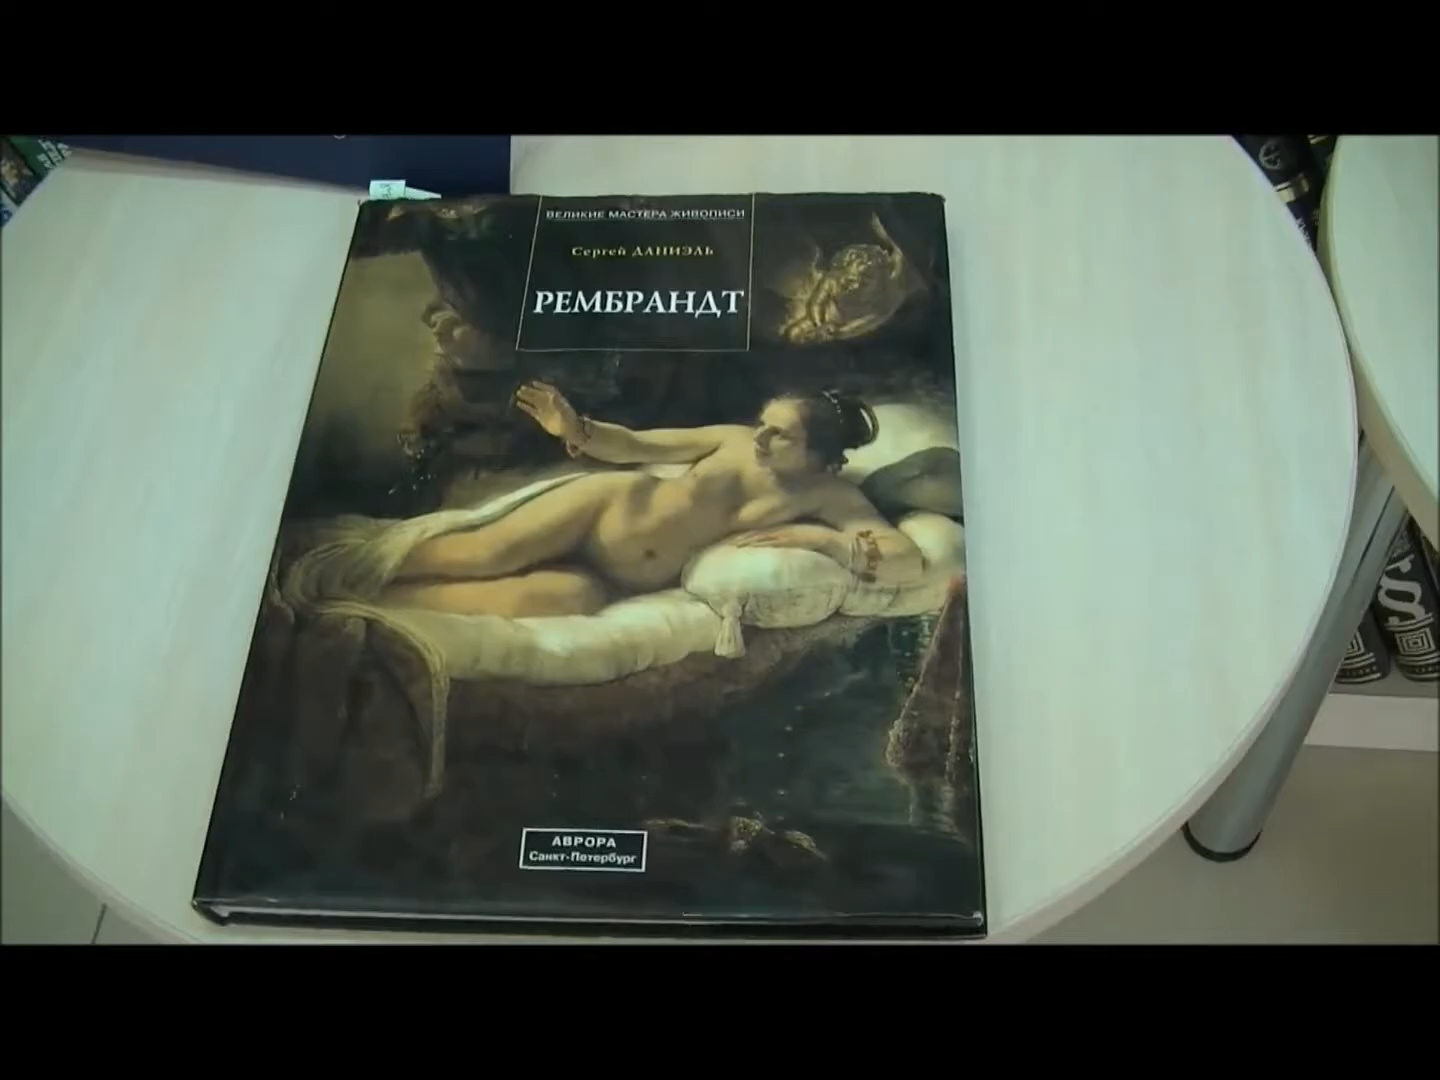 ВЕЛИКИЕ МАСТЕРА ЖИВОПИСИ
Сергей ДАНИЭЛЬ
РЕМБРАНДТ
АВРОРА
Санкт-Петербург